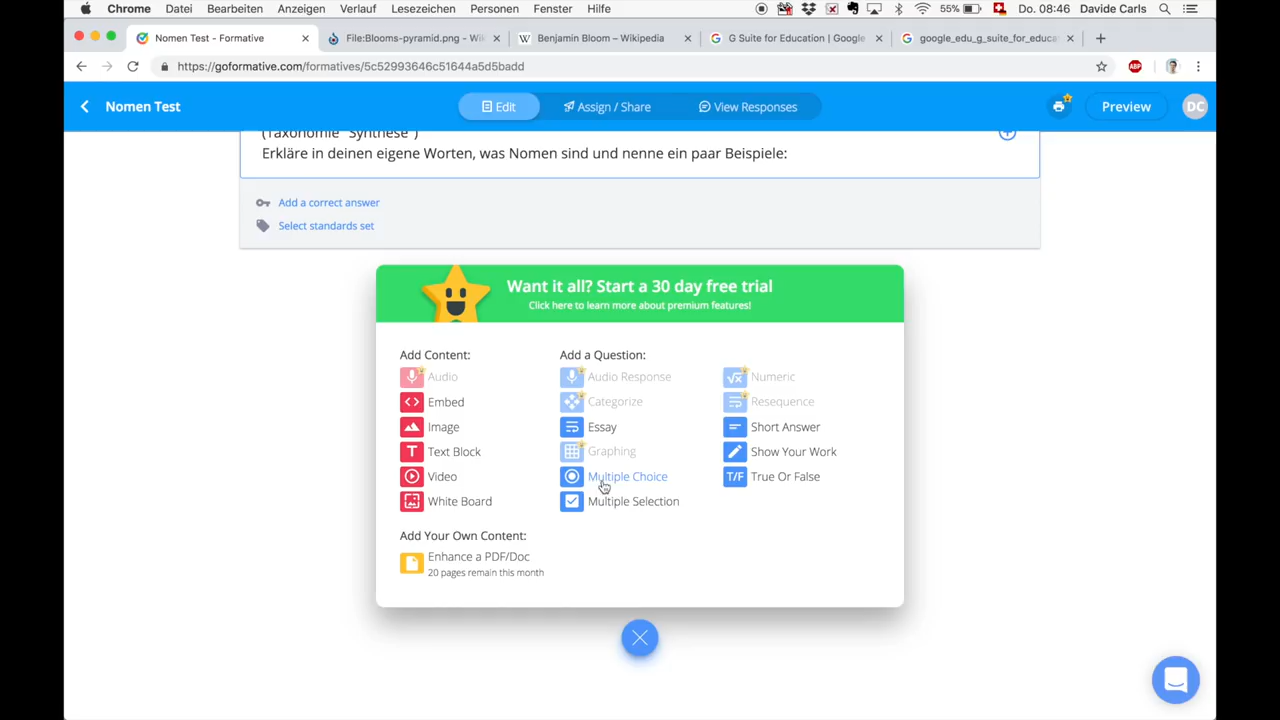 Chrome Datei Bearbeiten Anzeigen Verlauf Lesezeichen Personen Fenster Hilfe 55% Do. 08:46 Davide Carls
Nomen Test - Formative File:Blooms-pyramid.png - Wik Benjamin Bloom – Wikipedia G Suite for Education | Google google_edu_g_suite_for_educa
https://goformative.com/formatives/5c52993646c51644a5d5badd ABP
Nomen Test Edit Assign / Share View Responses Preview DC
(Taxonomie "Synthese")
Erkläre in deinen eigene Worten, was Nomen sind und nenne ein paar Beispiele:
Add a correct answer
Select standards set
Want it all? Start a 30 day free trial
Click here to learn more about premium features!
Add Content: Add a Question:
Audio Audio Response √x Numeric
Embed Categorize Resequence
Image Essay Short Answer
T Text Block Graphing Show Your Work
Video Multiple Choice T/F True Or False
White Board Multiple Selection
Add Your Own Content:
Enhance a PDF/Doc
20 pages remain this month